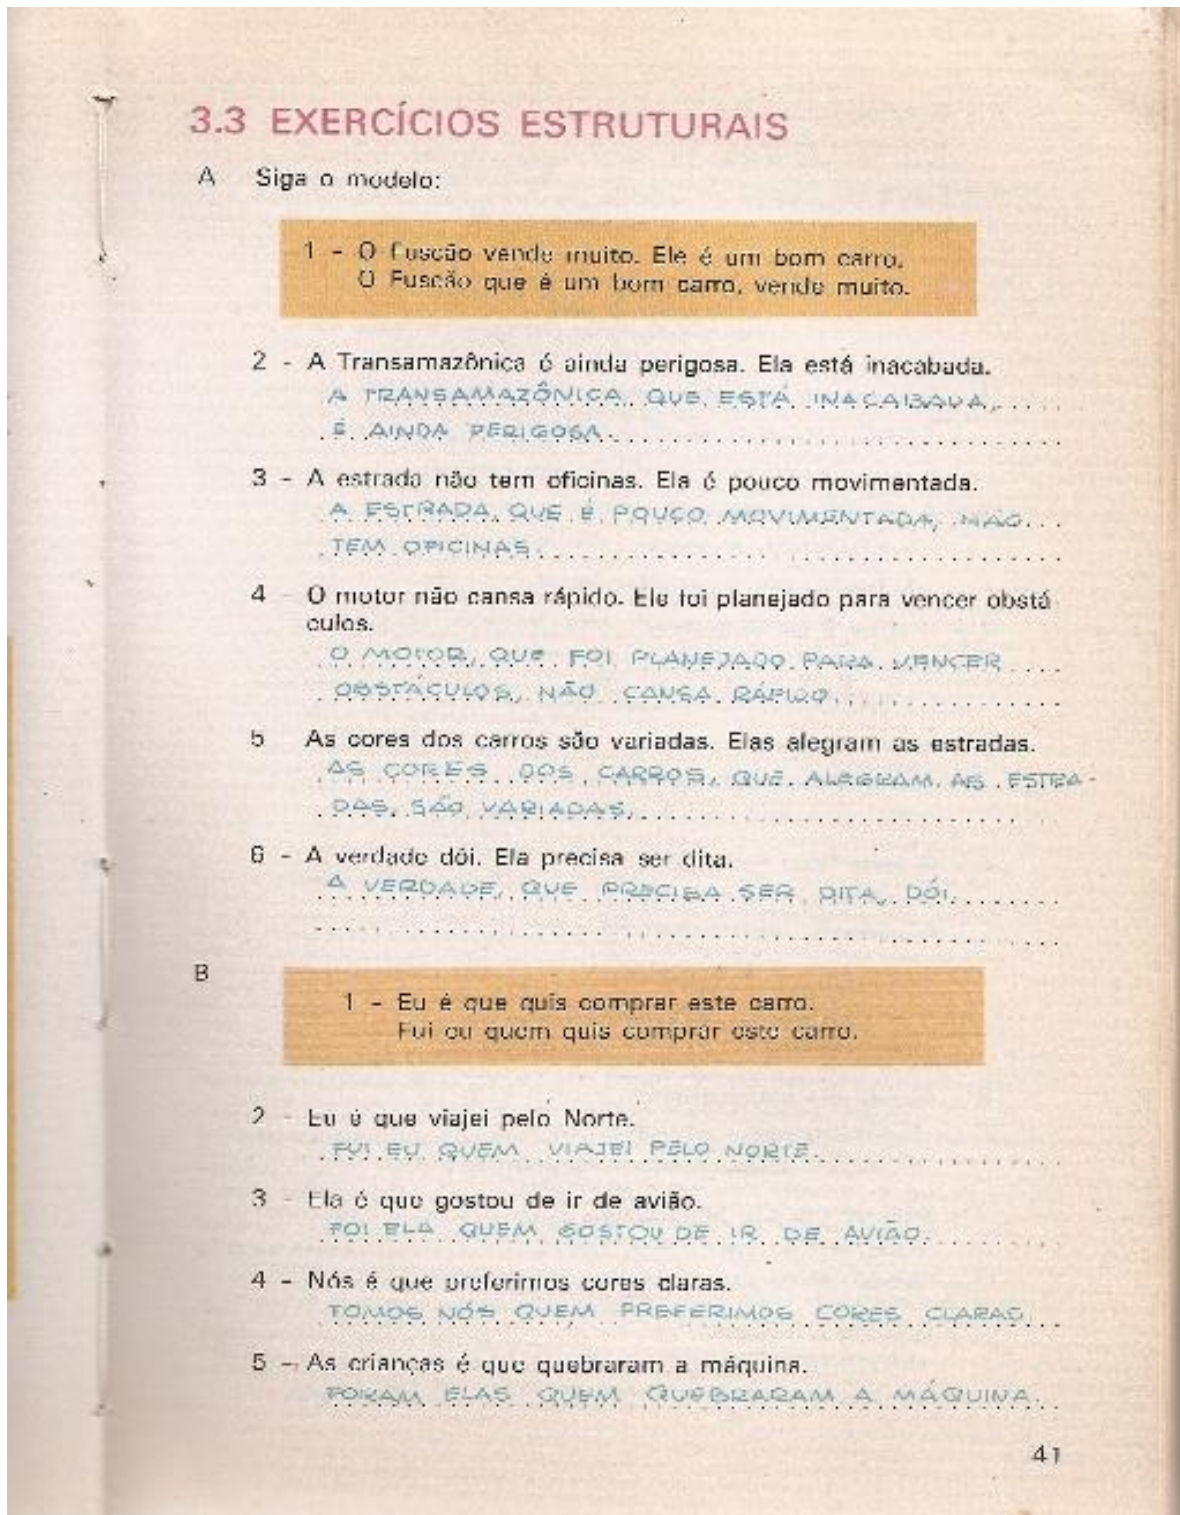 3.3 EXERCÍCIOS ESTRUTURAIS
A Siga o modelo:
1 - O Fuscão vende muito. Ele é um bom carro.
O Fuscão que é um bom carro, vende muito.
2 - A Transamazônica é ainda perigosa. Ela está inacabada.
A TRANSAMAZÔNICA, QUE ESTÁ INACABADA,
É AINDA PERIGOSA.
3 - A estrada não tem oficinas. Ela é pouco movimentada.
A ESTRADA, QUE É POUCO MOVIMENTADA, NÃO
TEM OFICINAS.
4 - O motor não cansa rápido. Ele foi planejado para vencer obstá-
culos.
O MOTOR, QUE FOI PLANEJADO PARA VENCER
OBSTÁCULOS, NÃO CANSA RÁPIDO.
5 As cores dos carros são variadas. Elas alegram as estradas.
AS CORES DOS CARROS, QUE ALEGRAM AS ESTRA-
DAS, SÃO VARIADAS.
6 - A verdade dói. Ela precisa ser dita.
A VERDADE, QUE PRECISA SER DITA, DÓI.
B
1 - Eu é que quis comprar este carro.
Fui eu quem quis comprar este carro.
2 - Eu é que viajei pelo Norte.
FUI EU QUEM VIAJEI PELO NORTE.
3 - Ela é que gostou de ir de avião.
FOI ELA QUEM GOSTOU DE IR DE AVIÃO.
4 - Nós é que preferimos cores claras.
FOMOS NÓS QUEM PREFERIMOS CORES CLARAS.
5 - As crianças é que quebraram a máquina.
FORAM ELAS QUEM QUEBRARAM A MÁQUINA.
41